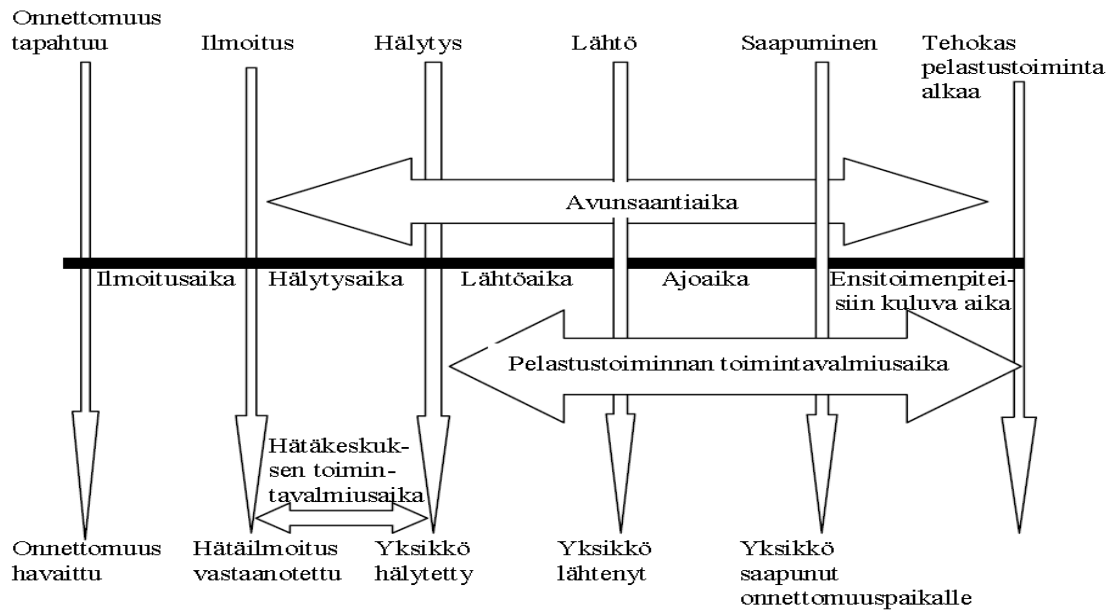 Onnettomuus
tapahtuu
Ilmoitus
Hälytys
Lähtö
Saapuminen
Tehokas
pelastustoiminta
alkaa
Avunsaantiaika
Ilmoitusaika
Hälytysaika
Lähtöaika
Ajoaika
Ensitoimenpitei-
siin kuluva aika
Pelastustoiminnan toimintavalmiusaika
Hätäkeskuk-
sen toimin-
tavalmiusaika
Onnettomuus
havaittu
Hätäilmoitus
vastaanotettu
Yksikkö
hälytetty
Yksikkö
lähtenyt
Yksikkö
saapunut
onnettomuuspaikalle